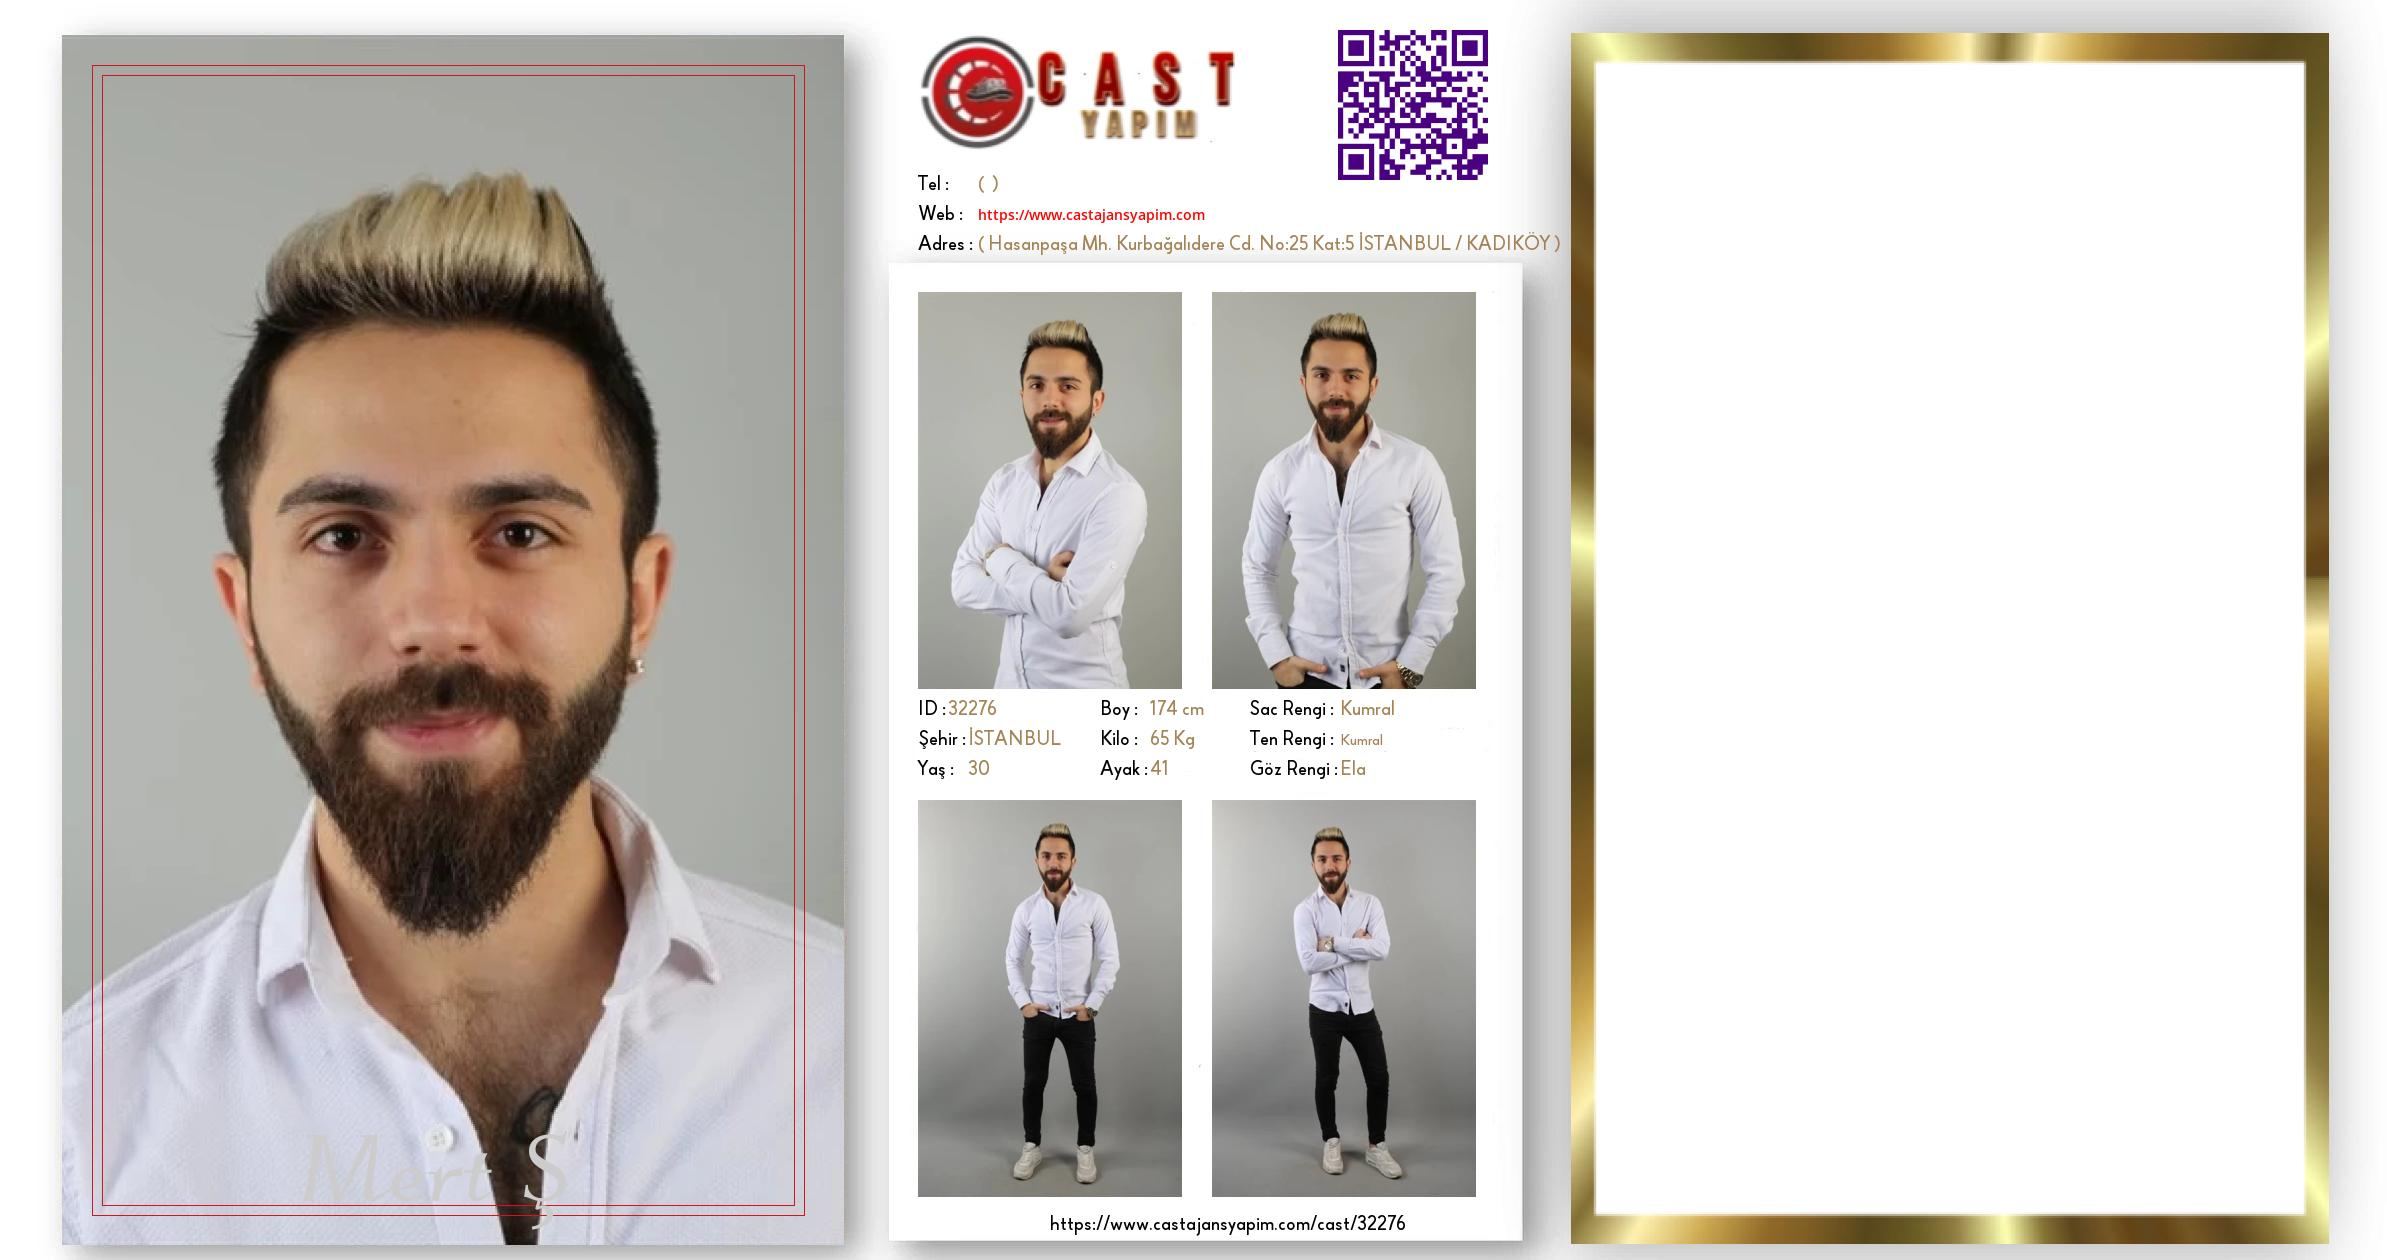 Mert Ş
CAST
YAPIM
Tel : ( )
Web : https://www.castajansyapim.com
Adres : ( Hasanpaşa Mh. Kurbağalıdere Cd. No:25 Kat:5 İSTANBUL / KADIKÖY )
ID : 32276 Boy : 174 cm Sac Rengi : Kumral
Şehir : İSTANBUL Kilo : 65 Kg Ten Rengi : Kumral
Yaş : 30 Ayak : 41 Göz Rengi : Ela
https://www.castajansyapim.com/cast/32276